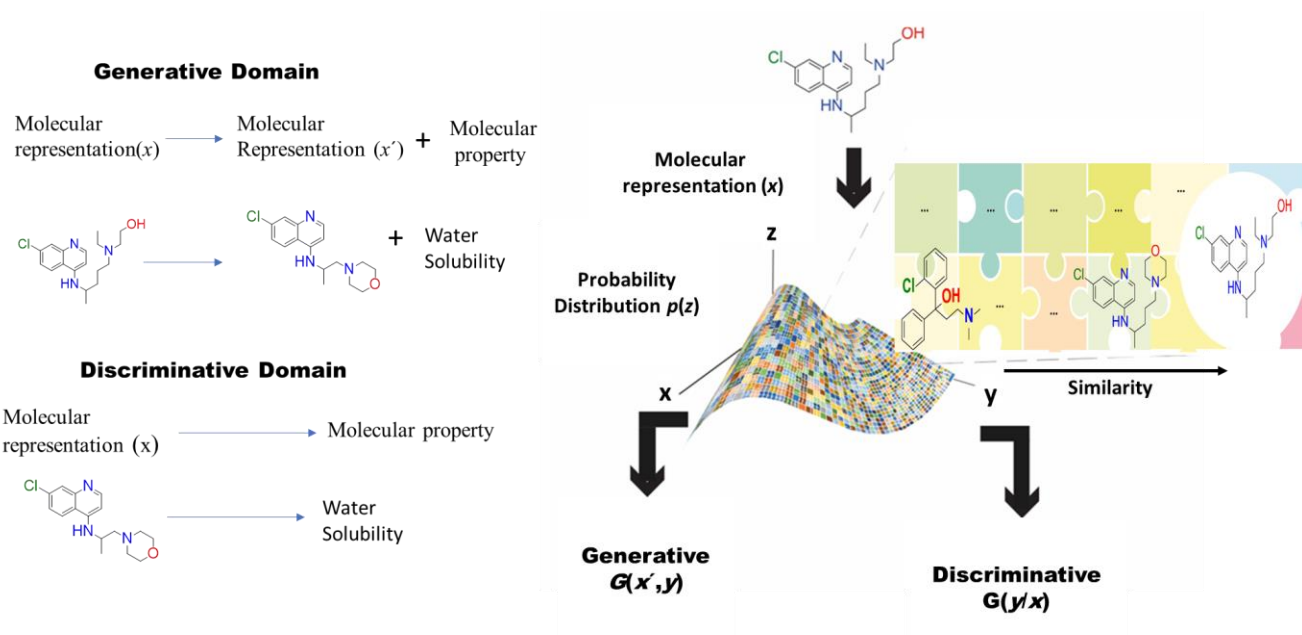 Generative Domain
Molecular
representation(x)
Molecular
Representation (x´)
+
Molecular
property
Cl
N
HN
N
OH
Cl
N
HN
N
O
+
Water
Solubility
Discriminative Domain
Molecular
representation (x)
Molecular property
Cl
N
HN
N
O
Water
Solubility
Cl
N
HN
N
OH
Molecular
representation (x)
z
Probability
Distribution p(z)
x
y
...
...
...
...
...
Cl
OH
N
...
...
Cl
N
HN
N
O
Cl
N
HN
N
OH
Similarity
Generative
G(x´,y)
Discriminative
G(y/x)